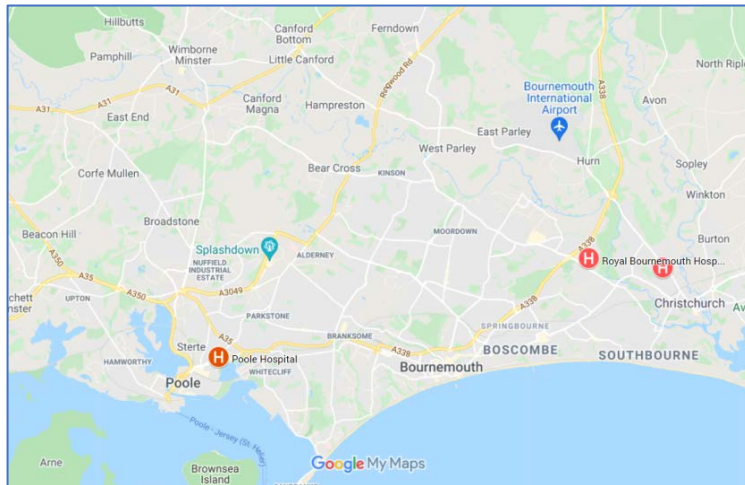 Hillbutts
Pamphill
Wimborne
Minster
Canford
Bottom
Little Canford
Ferndown
Ringwood Rd
A31
A31
A31
East End
Canford
Magna
Hampreston
Bournemouth
International
Airport
A338
North Ripley
Avon
East Parley
West Parley
Hurn
Sopley
Bear Cross
KINSON
Corfe Mullen
Winkton
Broadstone
Beacon Hill
MOORDOWN
Burton
Splashdown
ALDERNEY
NUFFIELD
INDUSTRIAL
ESTATE
A338
Royal Bournemouth Hosp...
A350
A35
UPTON
A350
A3049
Christchurch
A338
PARKSTONE
SPRINGBOURNE
A35
BRANKSOME
A338
Sterte
BOSCOMBE
SOUTHBOURNE
HAMWORTHY
Poole Hospital
WHITECLIFF
Bournemouth
Poole
Poole - Jersey (St. Helier)
Arne
Brownsea
Island
Google My Maps